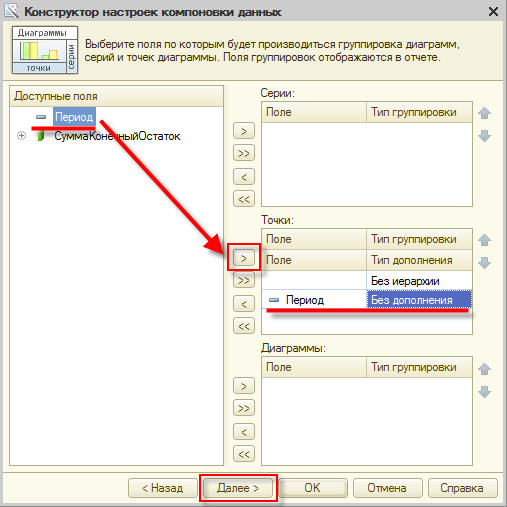 Конструктор настроек компоновки данных
Диаграммы
серии
точки
Выберите поля по которым будет производиться группировка диаграмм,
серий и точек диаграммы. Поля группировок отображаются в отчете.
Доступные поля
Период
СуммаКонечныйОстаток
Серии:
Поле Тип группировки
>
>>
<
<<
Точки:
Поле Тип группировки
Поле Тип дополнения
Без иерархии
Период Без дополнения
>
>>
<
<<
Диаграммы:
Поле Тип группировки
>
>>
<
<<
< Назад Далее > OK Отмена Справка